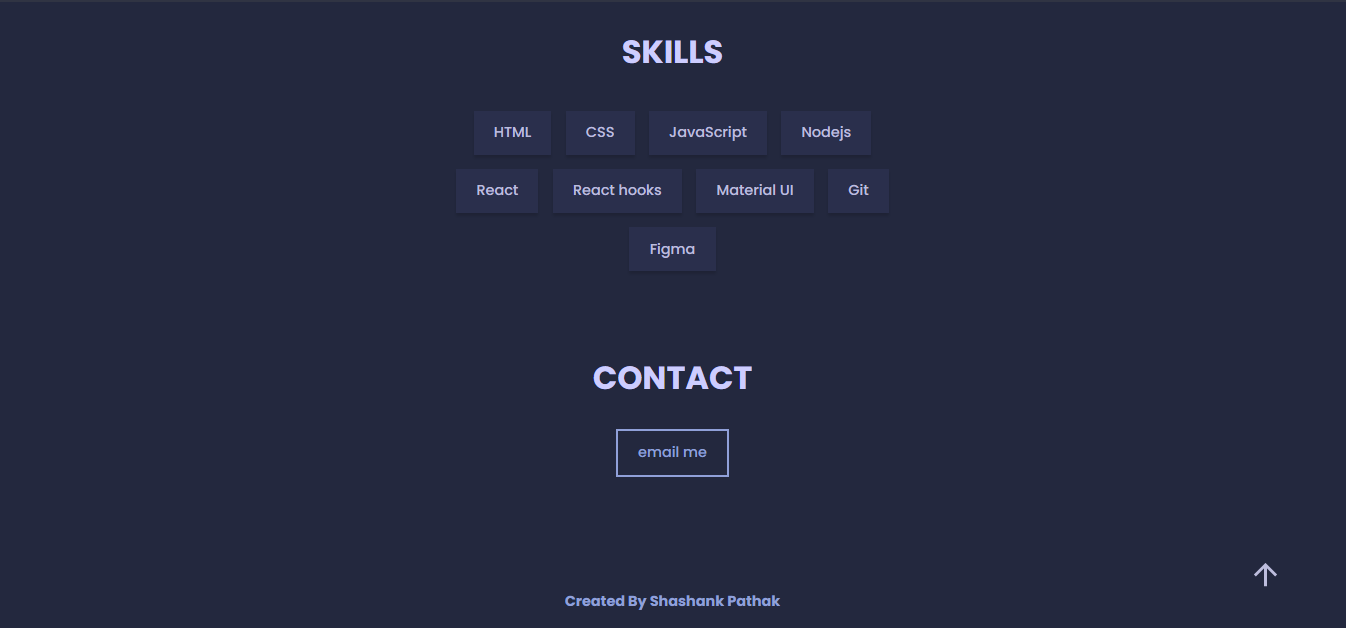 SKILLS
HTML CSS JavaScript Nodejs
React React hooks Material UI Git
Figma
CONTACT
email me
Created By Shashank Pathak